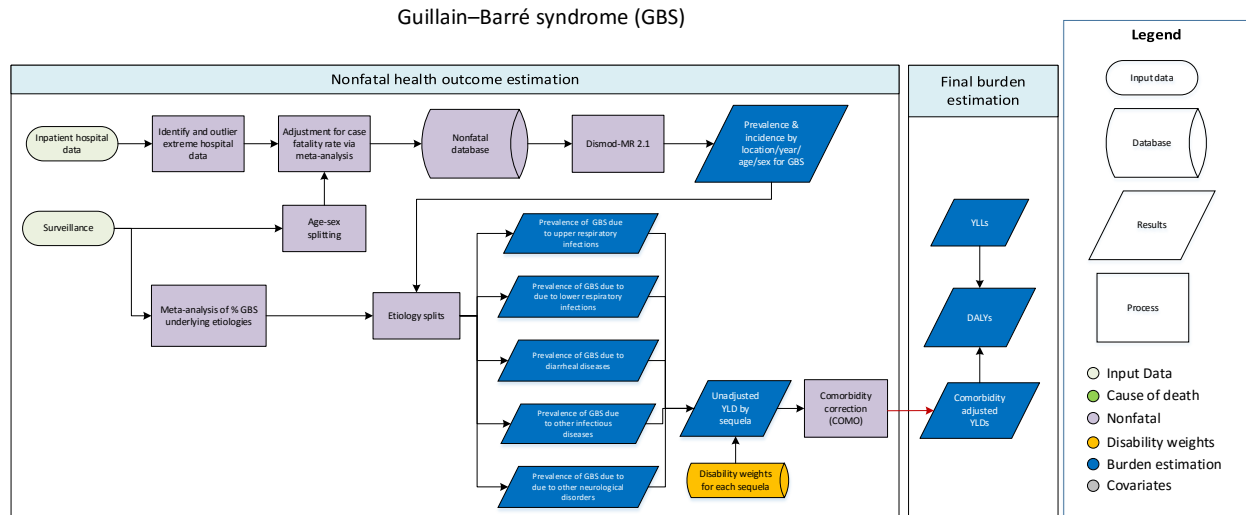 Guillain–Barré syndrome (GBS)
Nonfatal health outcome estimation
Inpatient hospital
data
Identify and outlier
extreme hospital
data
Adjustment for case
fatality rate via
meta-analysis
Nonfatal
database
Dismod-MR 2.1
Prevalence &
incidence by
location/year/
age/sex for GBS
Surveillance
Age-sex
splitting
Meta-analysis of % GBS
underlying etiologies
Etiology splits
Prevalence of GBS due
to upper respiratory
infections
Prevalence of GBS due to
due to lower respiratory
infections
Prevalence of GBS due to
diarrheal diseases
Prevalence of GBS due
to other infectious
diseases
Prevalence of GBS due to
due to other neurological
disorders
Unadjusted
YLD by
sequela
Disability weights
for each sequela
Comorbidity
correction
(COMO)
Final burden
estimation
YLLs
DALYs
Comorbidity
adjusted
YLDs
Legend
Input data
Database
Results
Process
Input Data
Cause of death
Nonfatal
Disability weights
Burden estimation
Covariates